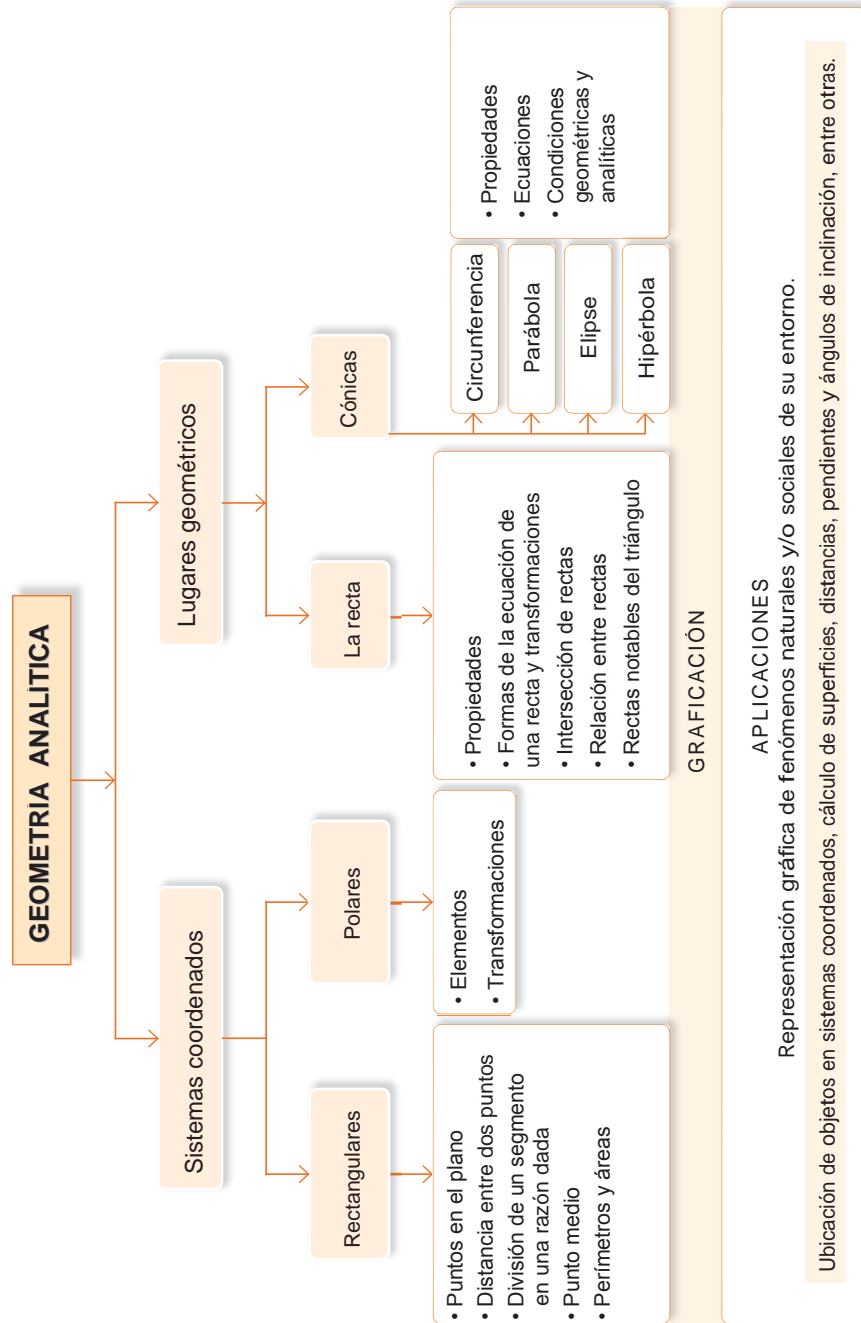 GEOMETRIA ANALITICA
Sistemas coordenados
Lugares geométricos
Rectangulares
Polares
La recta
Cónicas
• Puntos en el plano
• Distancia entre dos puntos
• División de un segmento
en una razón dada
• Punto medio
• Perímetros y áreas
• Elementos
• Transformaciones
• Propiedades
• Formas de la ecuación de
una recta y transformaciones
• Intersección de rectas
• Relación entre rectas
• Rectas notables del triángulo
Circunferencia
Parábola
Elipse
Hipérbola
• Propiedades
• Ecuaciones
• Condiciones
geométricas y
analíticas
GRAFICACIÓN
APLICACIONES
Representación gráfica de fenómenos naturales y/o sociales de su entorno.
Ubicación de objetos en sistemas coordenados, cálculo de superficies, distancias, pendientes y ángulos de inclinación, entre otras.